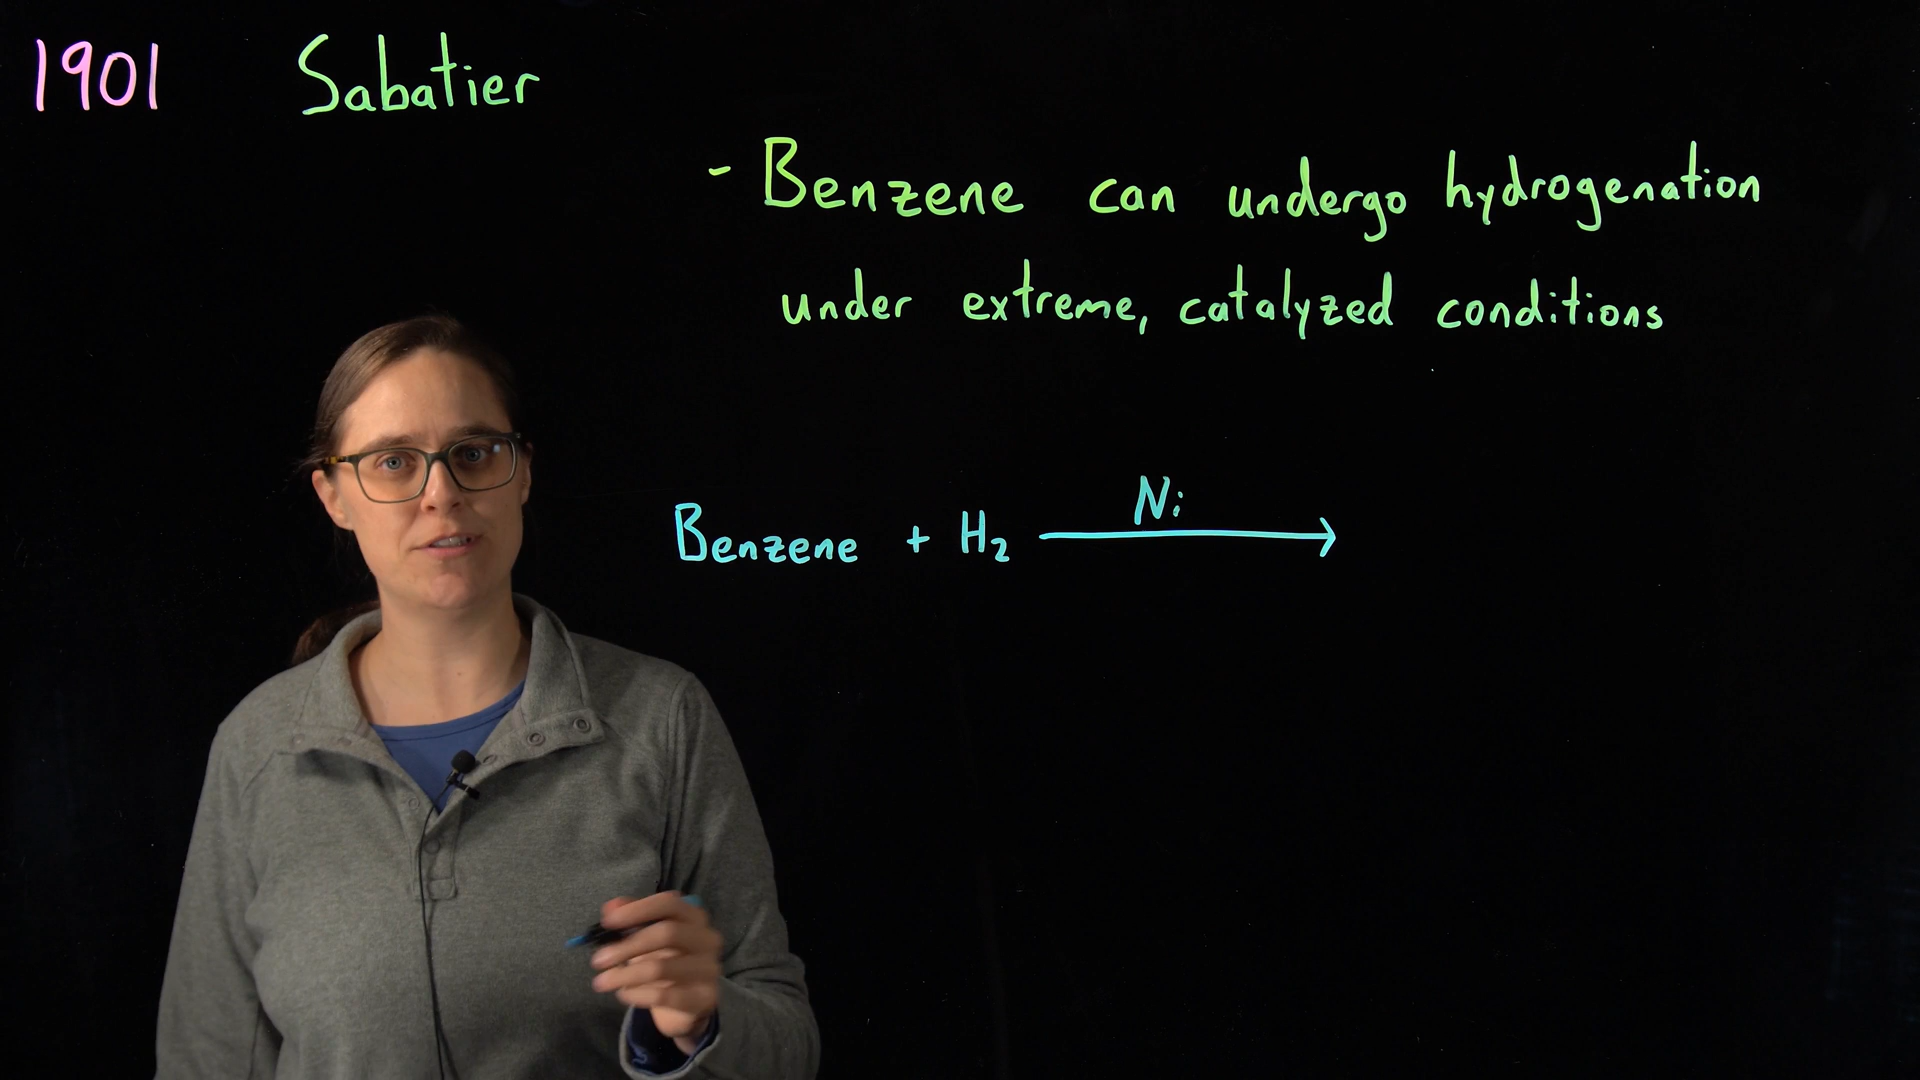 1901 Sabatier
- Benzene can undergo hydrogenation
under extreme, catalyzed conditions
Ni
Benzene + H₂ ⟶